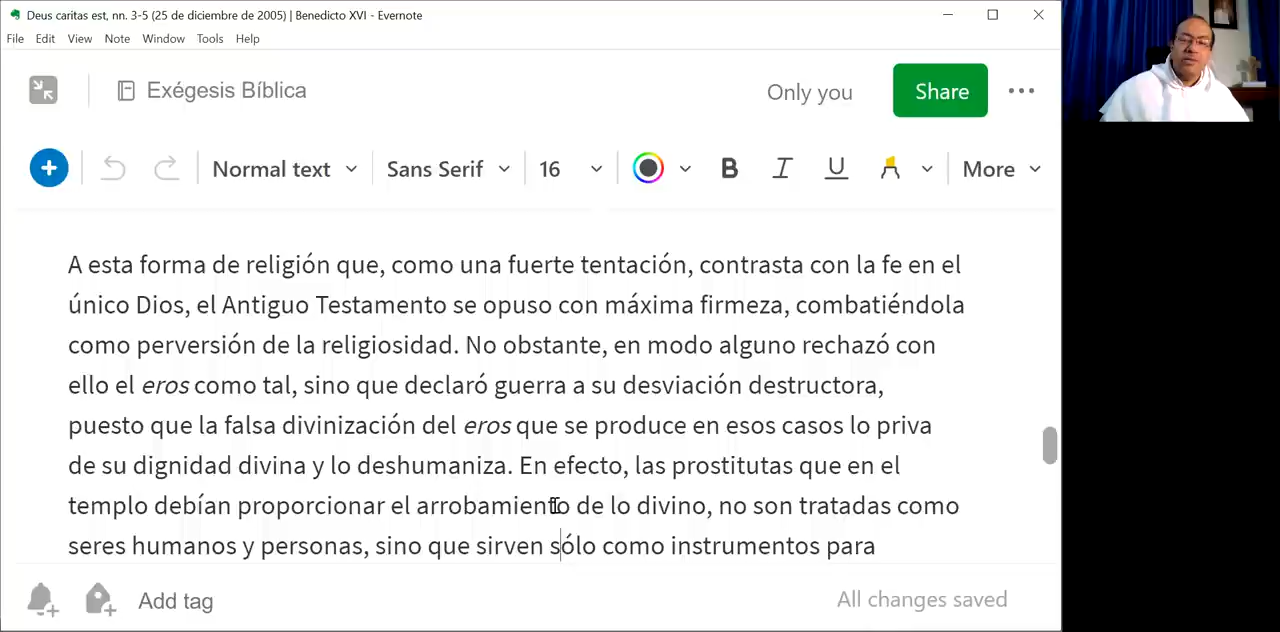 Deus caritas est, nn. 3-5 (25 de diciembre de 2005) | Benedicto XVI - Evernote
File Edit View Note Window Tools Help
Exégesis Bíblica
Only you
Share
Normal text
Sans Serif
16
B I U
More
A esta forma de religión que, como una fuerte tentación, contrasta con la fe en el
único Dios, el Antiguo Testamento se opuso con máxima firmeza, combatiéndola
como perversión de la religiosidad. No obstante, en modo alguno rechazó con
ello el eros como tal, sino que declaró guerra a su desviación destructora,
puesto que la falsa divinización del eros que se produce en esos casos lo priva
de su dignidad divina y lo deshumaniza. En efecto, las prostitutas que en el
templo debían proporcionar el arrobamiento de lo divino, no son tratadas como
seres humanos y personas, sino que sirven sólo como instrumentos para
Add tag
All changes saved